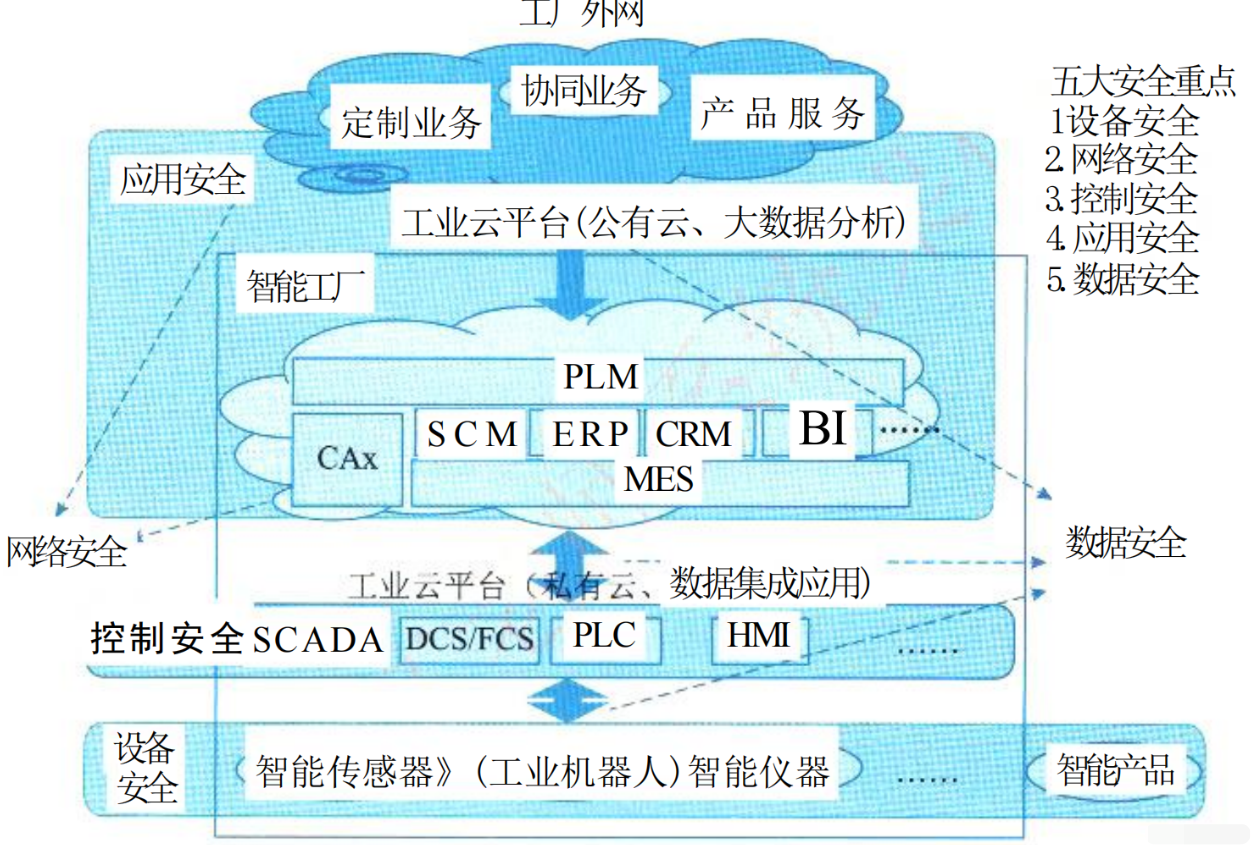 工厂外网
协同业务
定制业务
产品服务
五大安全重点
1设备安全
2.网络安全
3.控制安全
4.应用安全
5.数据安全
应用安全
工业云平台(公有云、大数据分析)
智能工厂
PLM
SCM
ERP
CRM
BI
……
CAx
MES
网络安全
数据安全
工业云平台（私有云、数据集成应用)
控制安全
SCADA
DCS/FCS
PLC
HMI
……
设备
安全
智能传感器》(工业机器人)智能仪器
……
智能产品